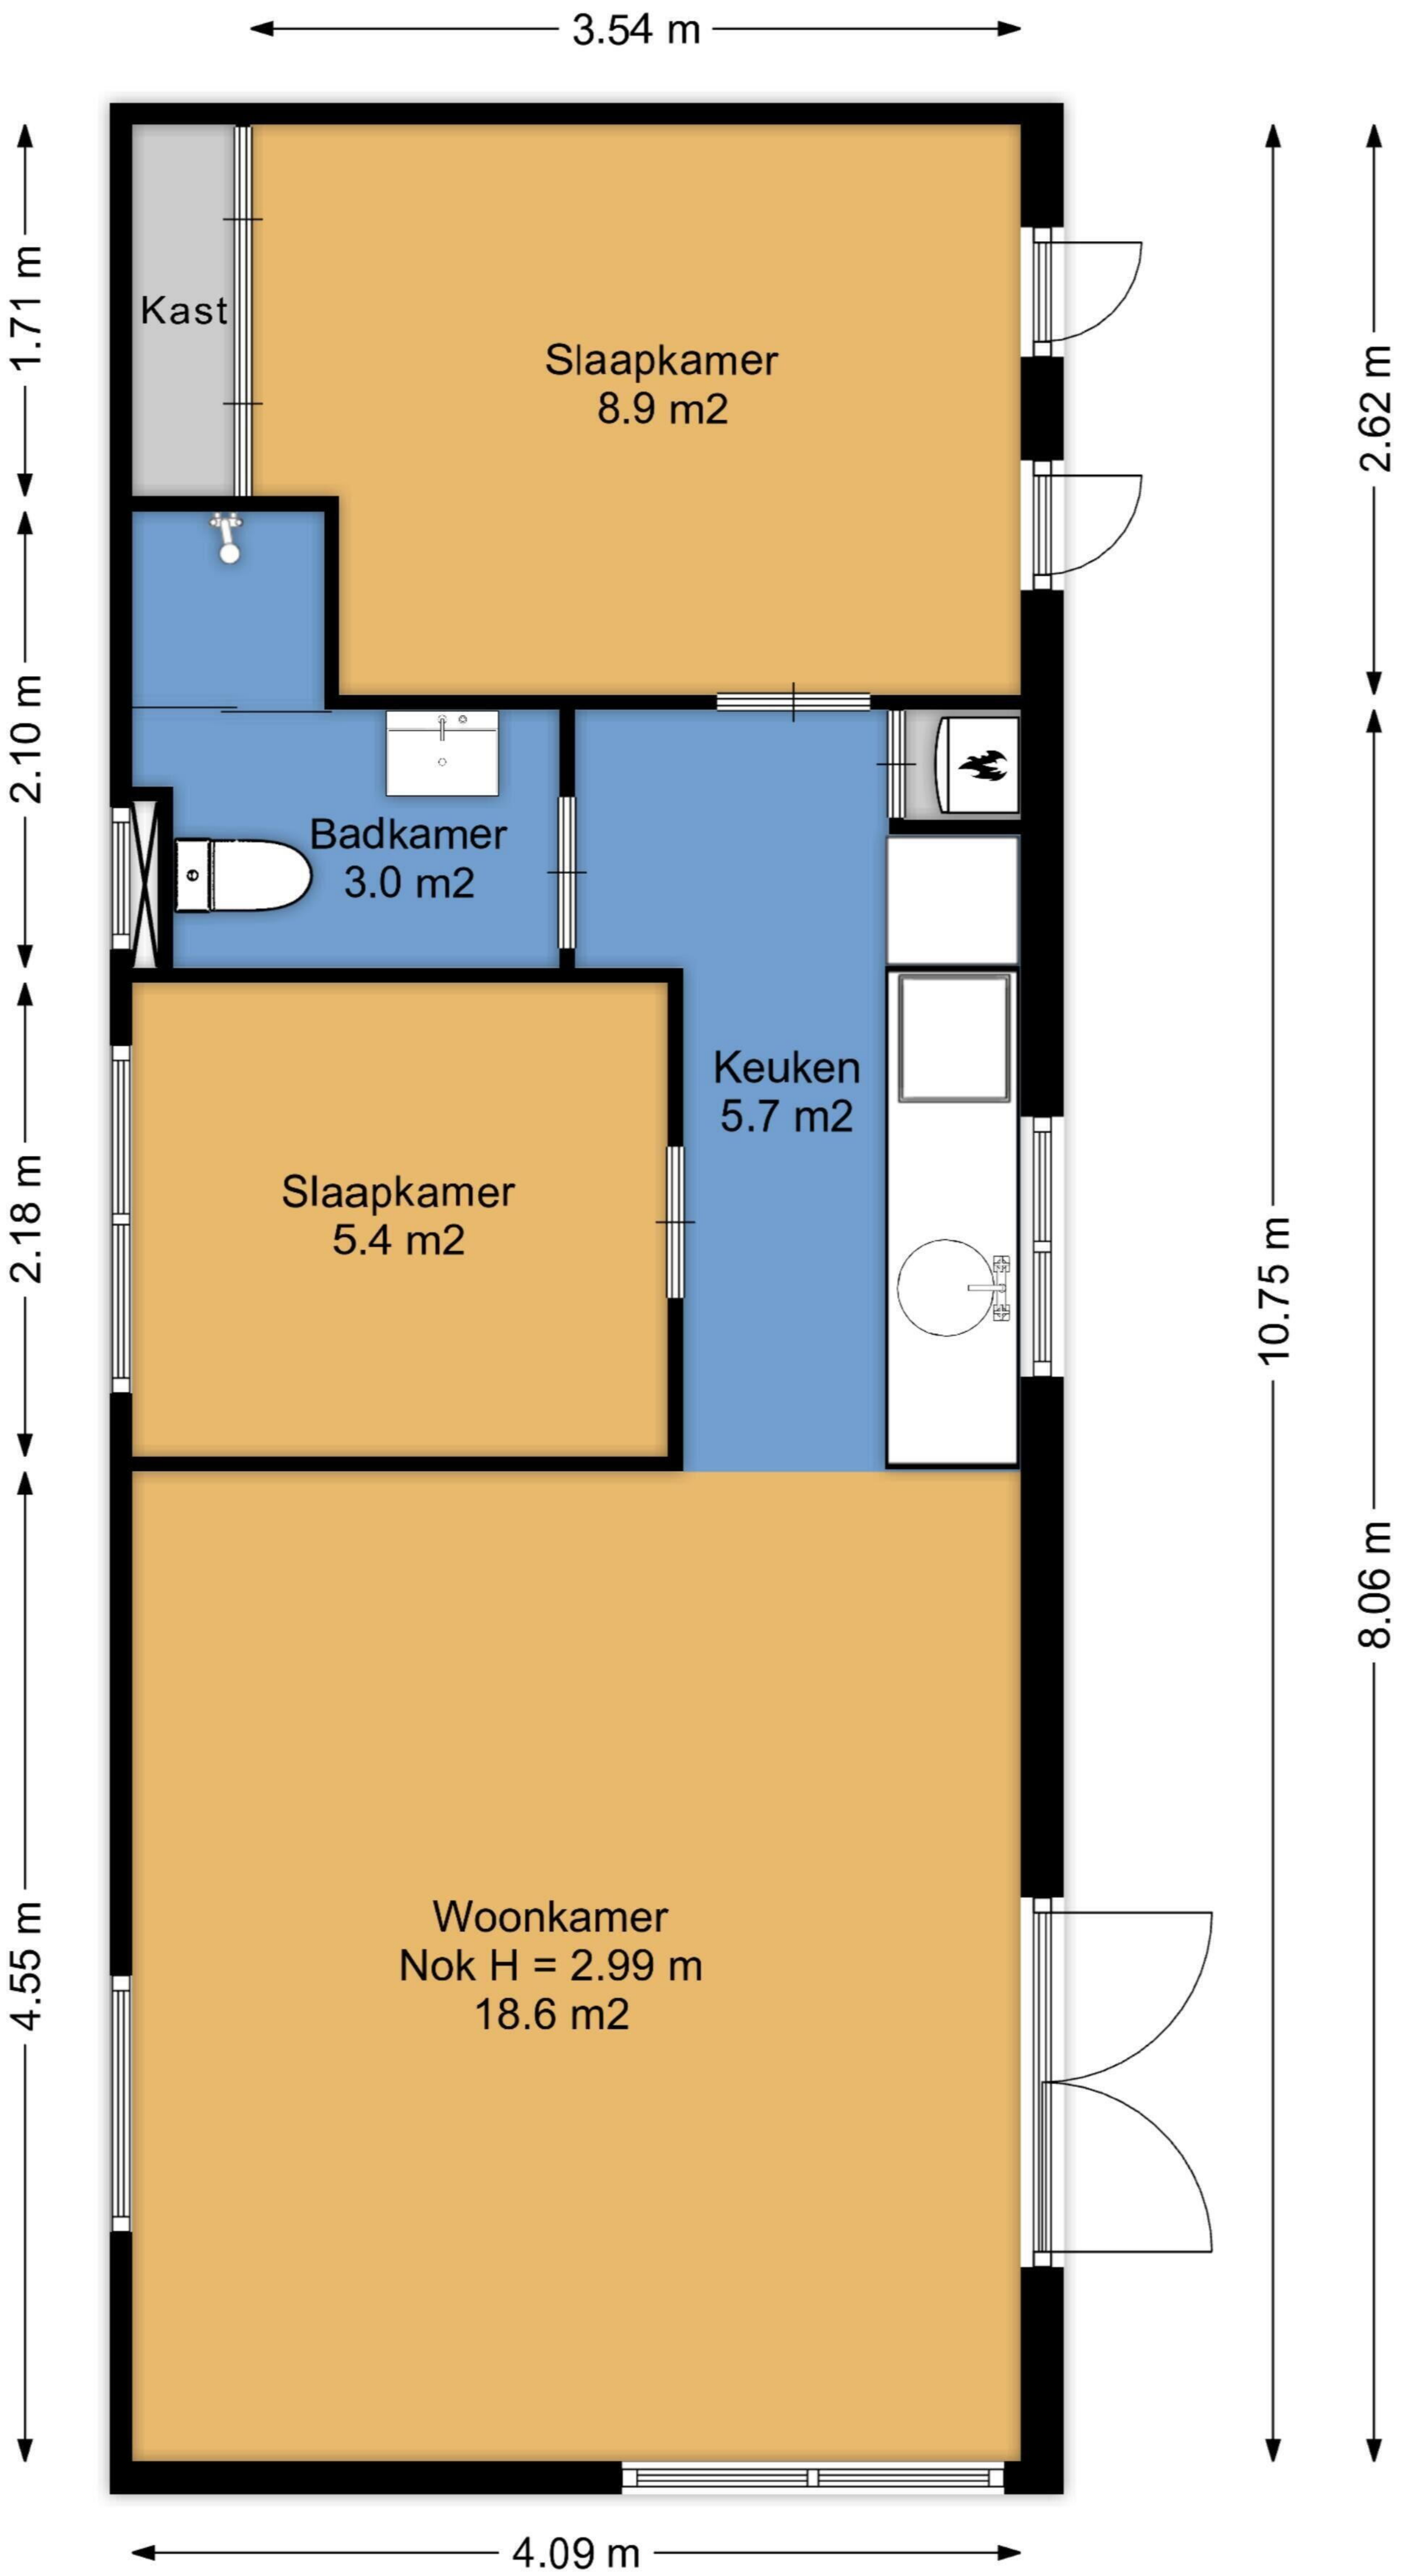 3.54 m
1.71 m
Kast
Slaapkamer
8.9 m2
2.62 m
2.10 m
Badkamer
3.0 m2
Keuken
5.7 m2
2.18 m
Slaapkamer
5.4 m2
10.75 m
8.06 m
4.55 m
Woonkamer
Nok H = 2.99 m
18.6 m2
4.09 m